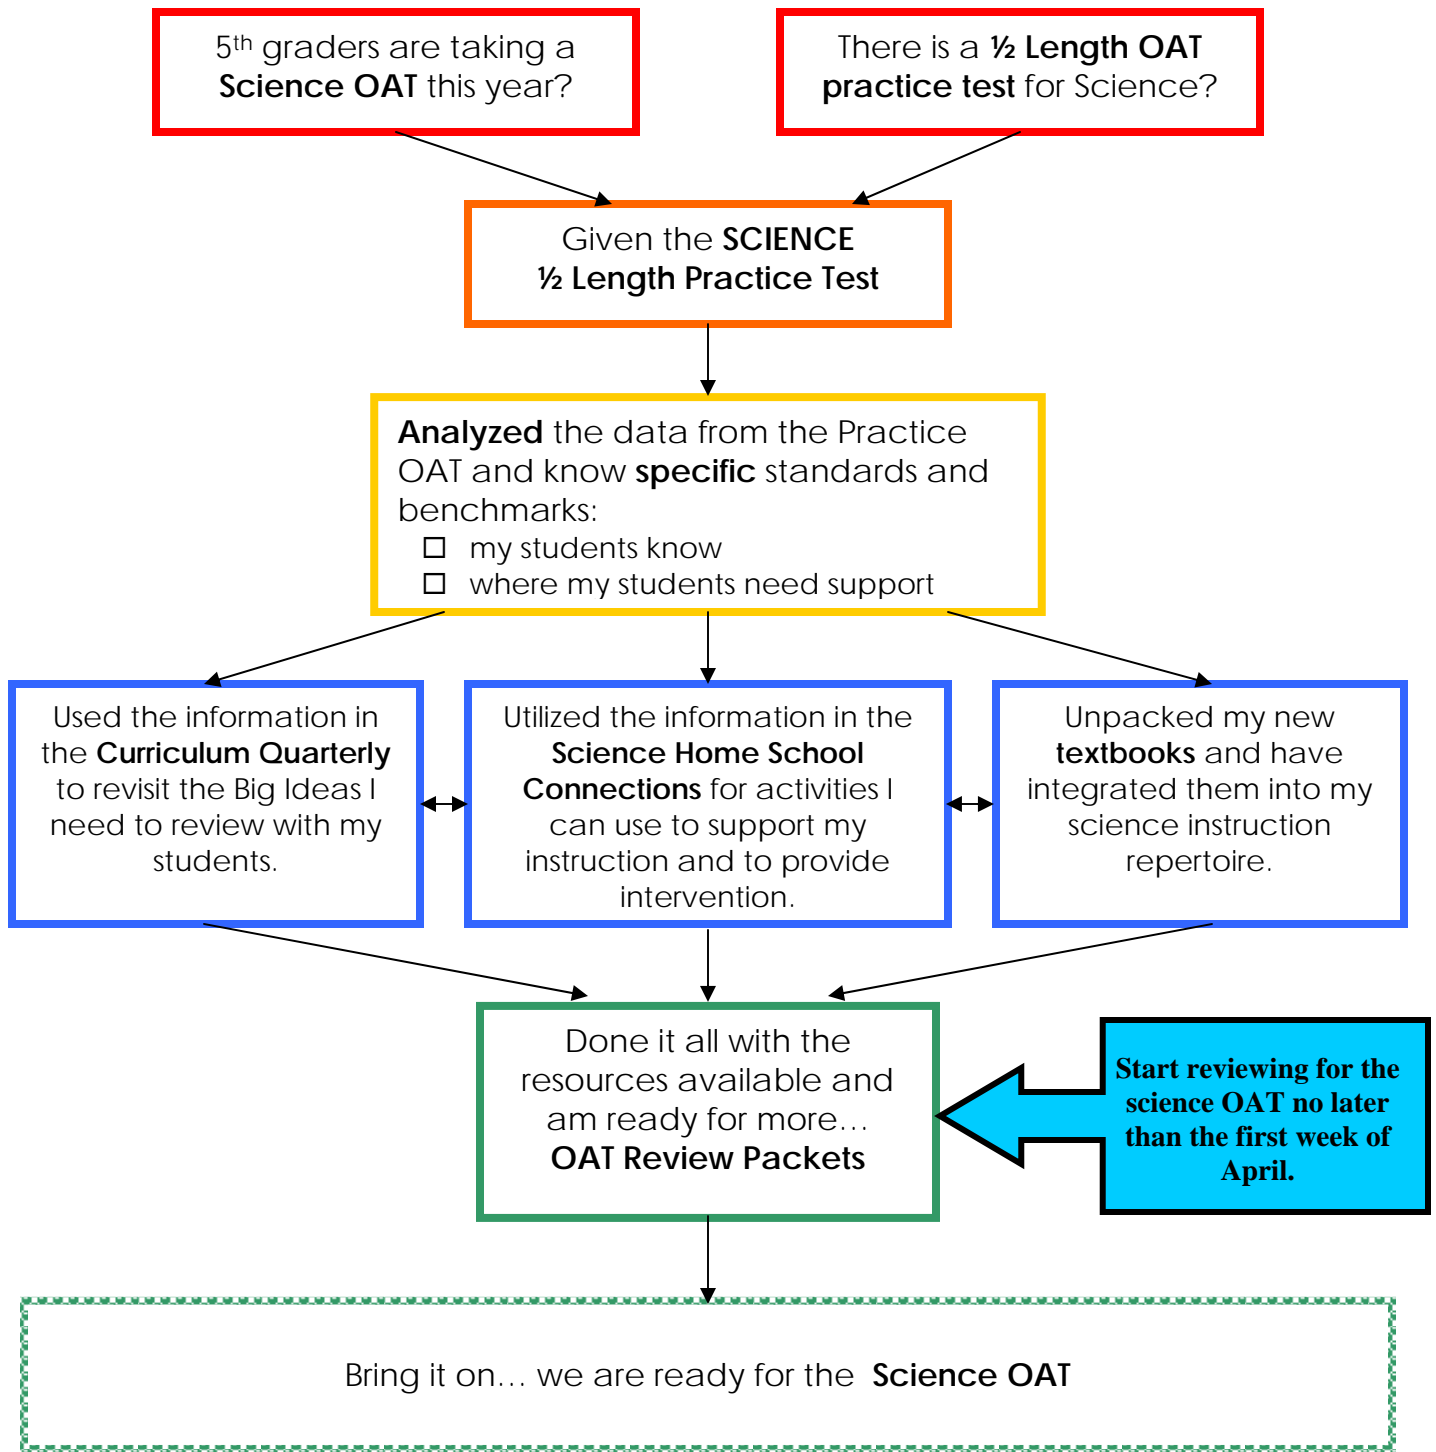 5th graders are taking a
Science OAT this year?
There is a ½ Length OAT
practice test for Science?
Given the SCIENCE
½ Length Practice Test
Analyzed the data from the Practice
OAT and know specific standards and
benchmarks:
☐ my students know
☐ where my students need support
Used the information in
the Curriculum Quarterly
to revisit the Big Ideas I
need to review with my
students.
Utilized the information in the
Science Home School
Connections for activities I
can use to support my
instruction and to provide
intervention.
Unpacked my new
textbooks and have
integrated them into my
science instruction
repertoire.
Done it all with the
resources available and
am ready for more…
OAT Review Packets
Start reviewing for the
science OAT no later
than the first week of
April.
Bring it on… we are ready for the Science OAT